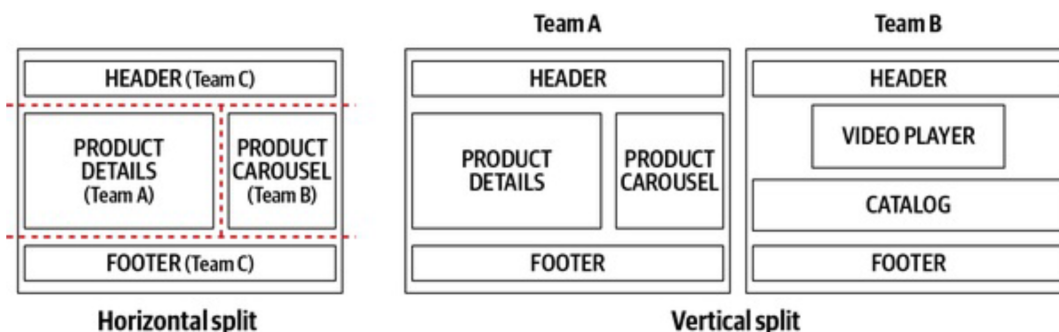 HEADER (Team C)
PRODUCT
DETAILS
(Team A)
PRODUCT
CAROUSEL
(Team B)
FOOTER (Team C)
Horizontal split
Team A
HEADER
PRODUCT
DETAILS
PRODUCT
CAROUSEL
FOOTER
Team B
HEADER
VIDEO PLAYER
CATALOG
FOOTER
Vertical split